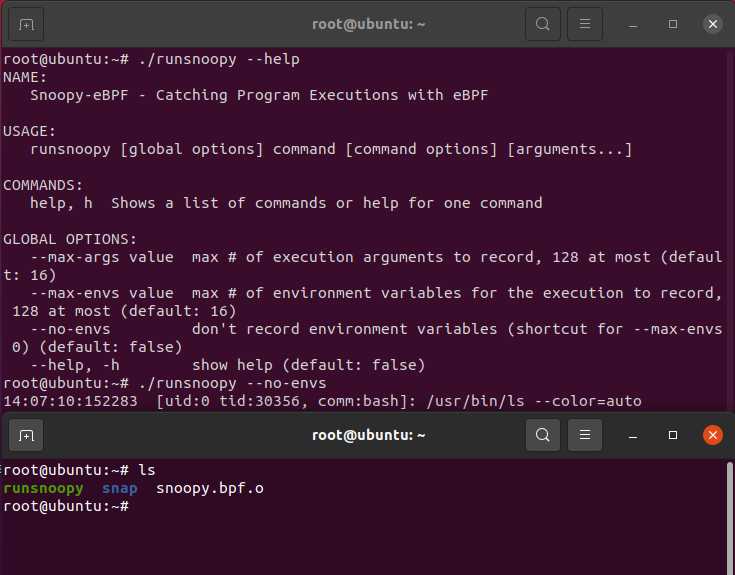 root@ubuntu: ~
root@ubuntu:~# ./runsnoopy --help
NAME:
   Snoopy-eBPF - Catching Program Executions with eBPF
USAGE:
   runsnoopy [global options] command [command options] [arguments...]
COMMANDS:
   help, h  Shows a list of commands or help for one command
GLOBAL OPTIONS:
   --max-args value  max # of execution arguments to record, 128 at most (defaul
t: 16)
   --max-envs value  max # of environment variables for the execution to record,
 128 at most (default: 16)
   --no-envs         don't record environment variables (shortcut for --max-envs
 0) (default: false)
   --help, -h        show help (default: false)
root@ubuntu:~# ./runsnoopy --no-envs
14:07:10:152283  [uid:0 tid:30356, comm:bash]: /usr/bin/ls --color=auto
root@ubuntu: ~
root@ubuntu:~# ls
runsnoopy  snap  snoopy.bpf.o
root@ubuntu:~#